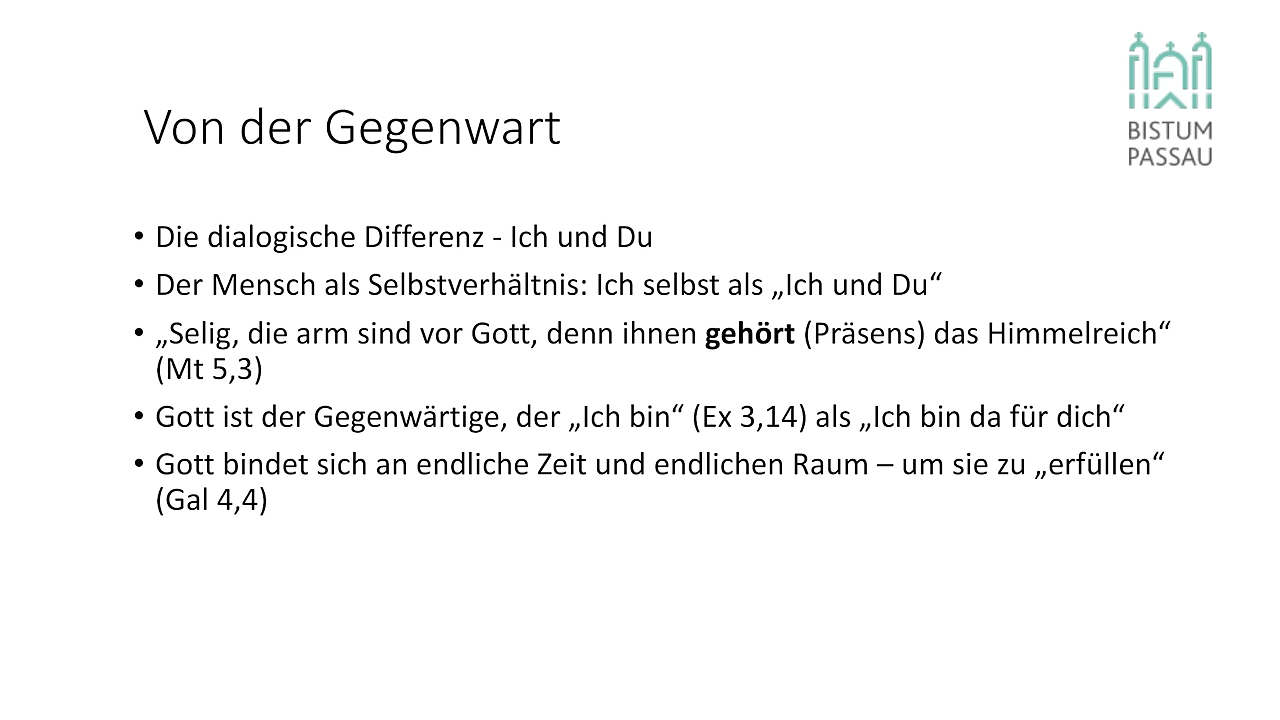 Von der Gegenwart
BISTUM
PASSAU
• Die dialogische Differenz - Ich und Du
• Der Mensch als Selbstverhältnis: Ich selbst als „Ich und Du“
• „Selig, die arm sind vor Gott, denn ihnen gehört (Präsens) das Himmelreich“
(Mt 5,3)
• Gott ist der Gegenwärtige, der „Ich bin“ (Ex 3,14) als „Ich bin da für dich“
• Gott bindet sich an endliche Zeit und endlichen Raum – um sie zu „erfüllen“
(Gal 4,4)